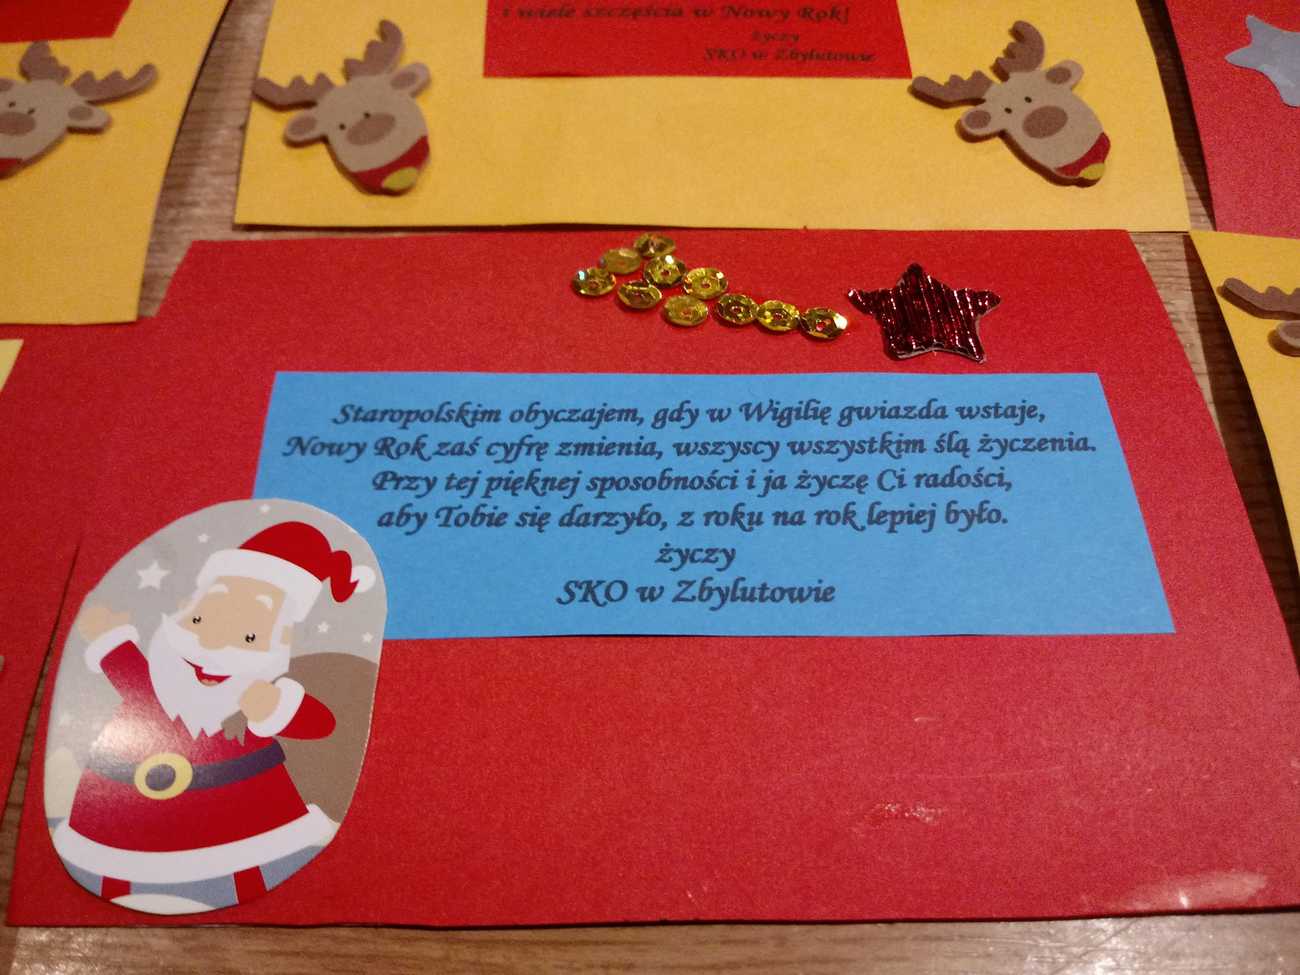 i wiele szczęścia w Nowy Rok!
życzy
SKO w Zbylutowie
Staropolskim obyczajem, gdy w Wigilię gwiazda wstaje,
Nowy Rok zaś cyfrę zmienia, wszyscy wszystkim ślą życzenia.
Przy tej pięknej sposobności i ja życzę Ci radości,
aby Tobie się darzyło, z roku na rok lepiej było.
życzy
SKO w Zbylutowie